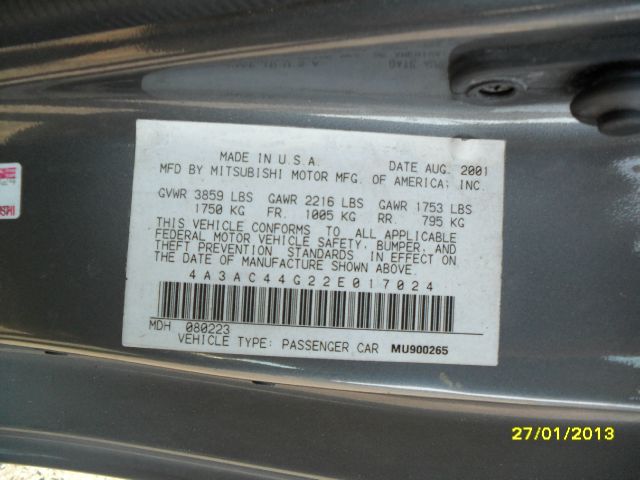 MADE IN U.S.A. DATE AUG. 2001
MFD BY MITSUBISHI MOTOR MFG. OF AMERICA, INC.
GVWR 3859 LBS GAWR 2216 LBS GAWR 1753 LBS
1750 KG FR. 1005 KG RR. 795 KG
THIS VEHICLE CONFORMS TO ALL APPLICABLE
FEDERAL MOTOR VEHICLE SAFETY, BUMPER, AND
THEFT PREVENTION STANDARDS IN EFFECT ON
THE DATE OF MANUFACTURE SHOWN ABOVE.
4A3AC44G22E017024
MDH 080223
VEHICLE TYPE: PASSENGER CAR MU900265
27/01/2013